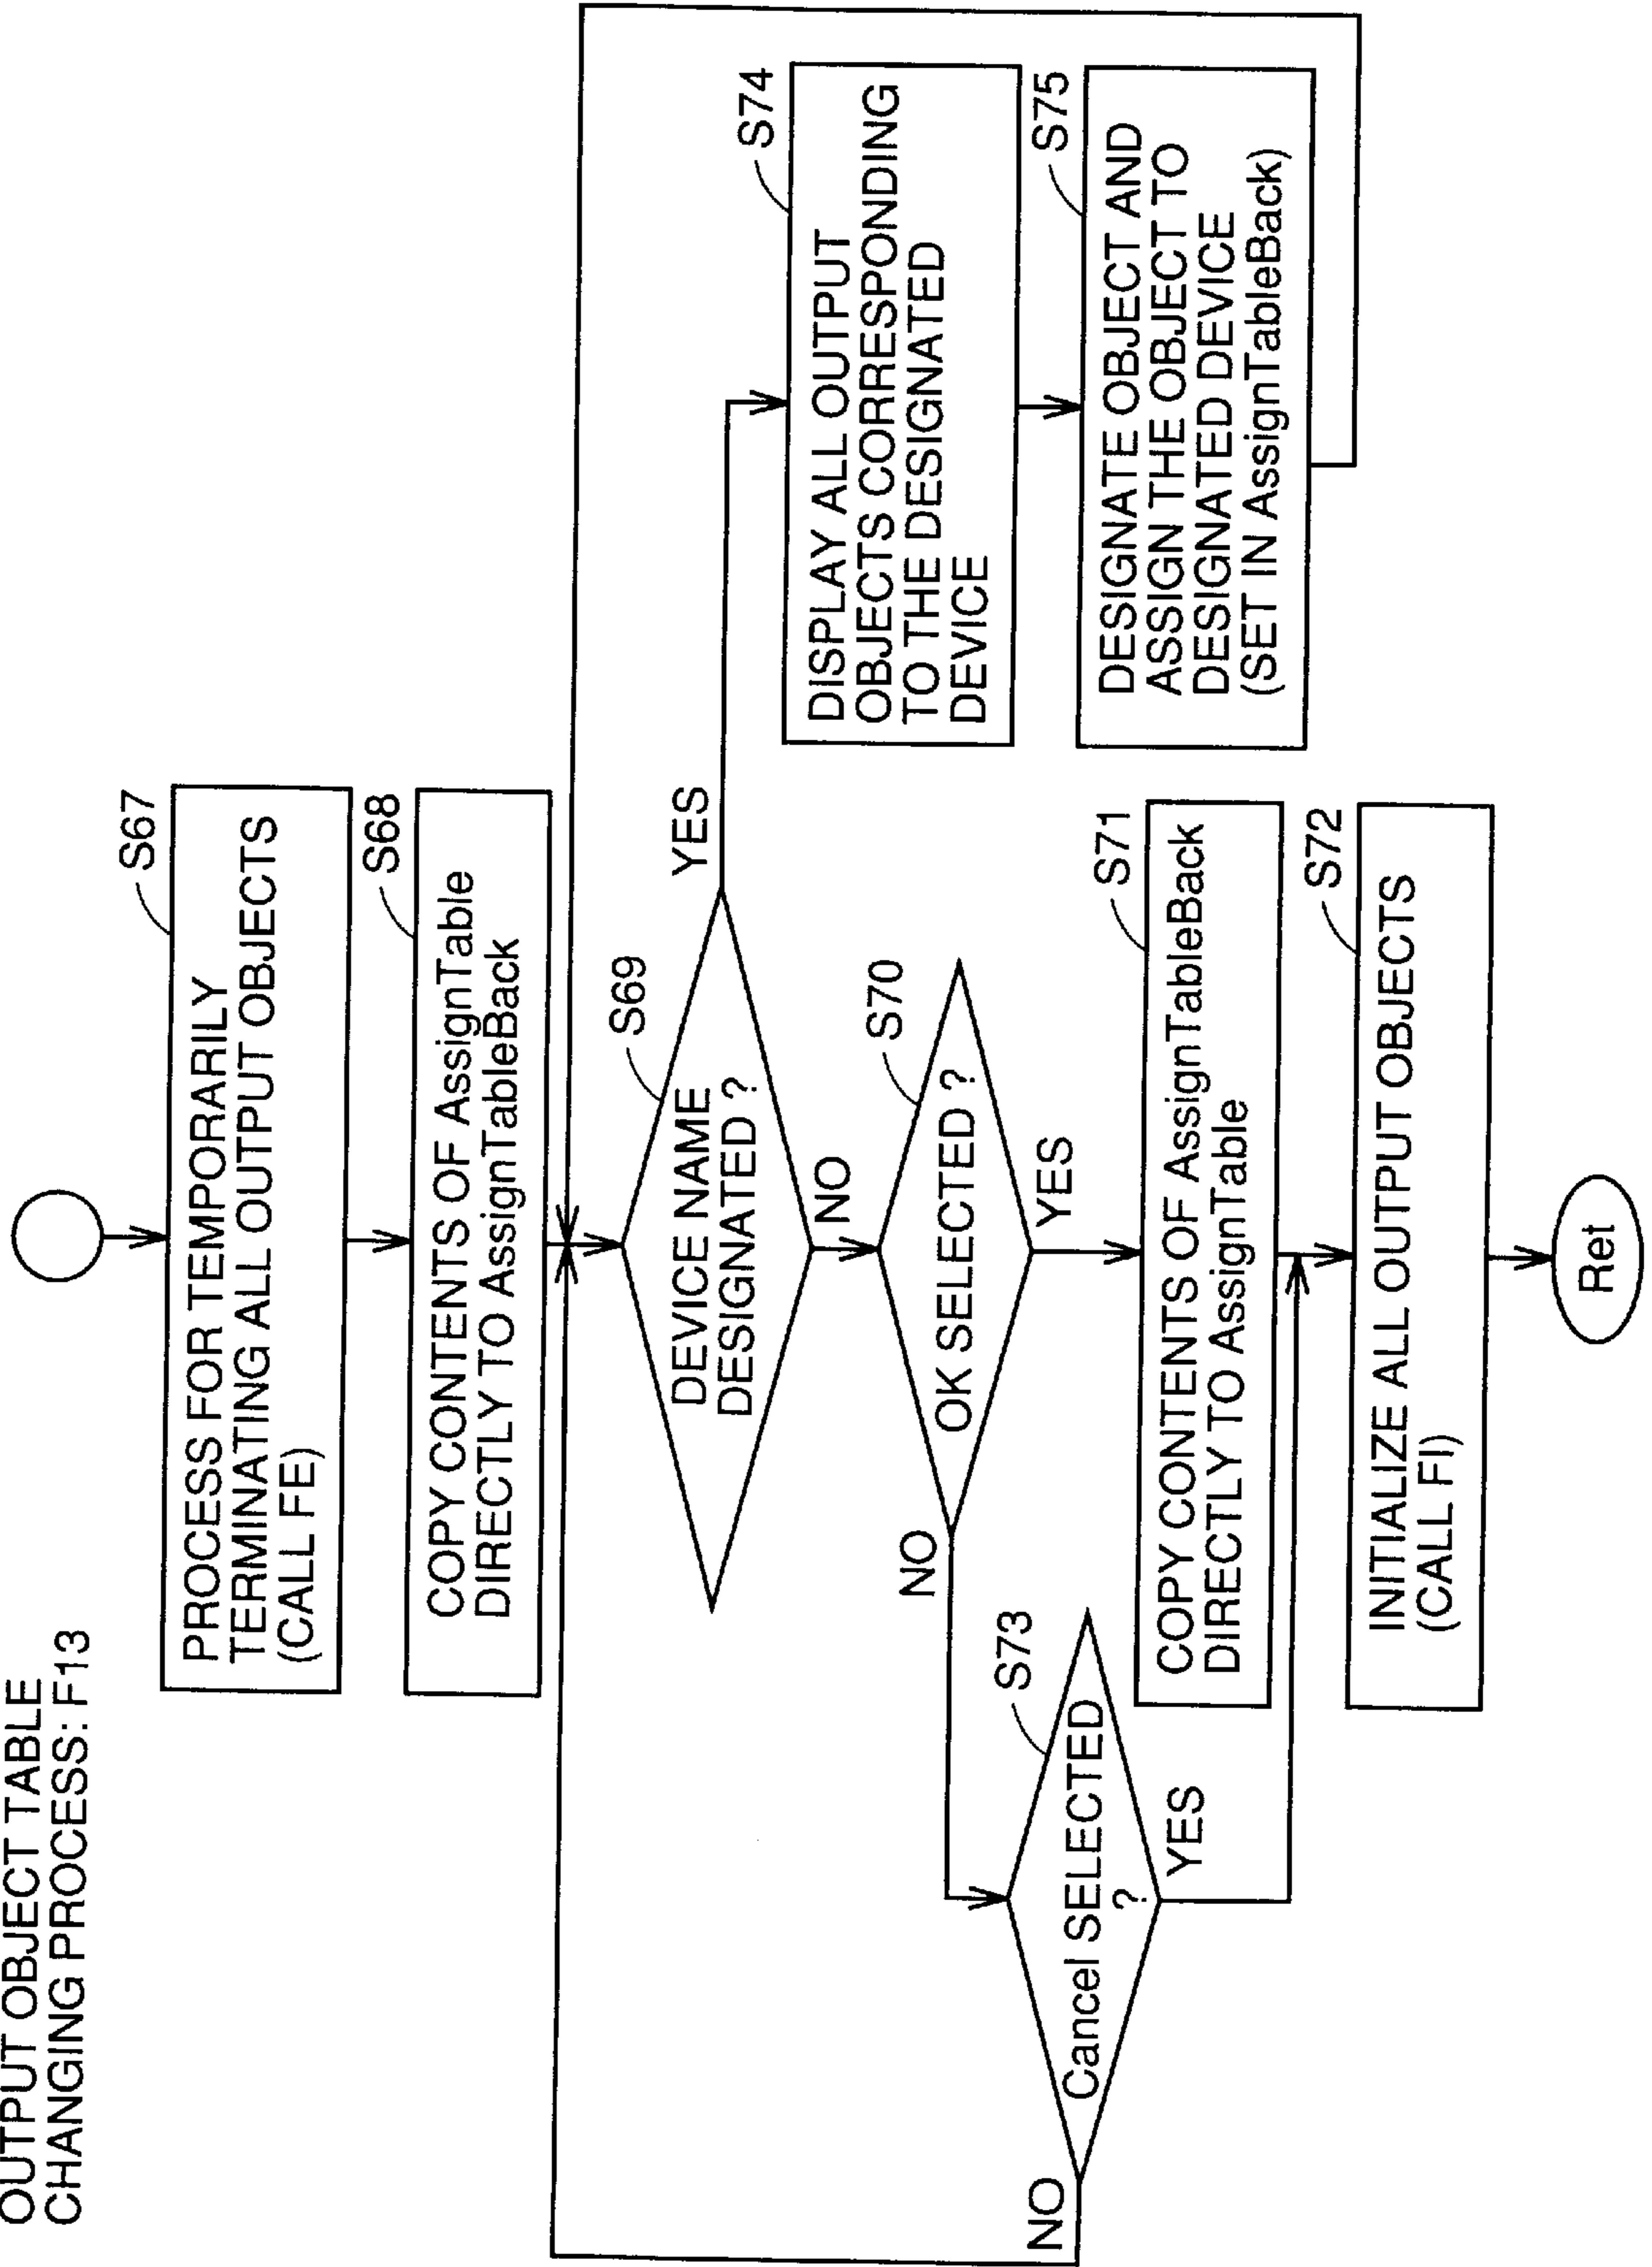 OUTPUT OBJECT TABLE
CHANGING PROCESS: F13
S67
PROCESS FOR TEMPORARILY
TERMINATING ALL OUTPUT OBJECTS
(CALL FE)
S68
COPY CONTENTS OF AssignTable
DIRECTLY TO AssignTableBack
S69
DEVICE NAME
DESIGNATED ?
YES
NO
S74
DISPLAY ALL OUTPUT
OBJECTS CORRESPONDING
TO THE DESIGNATED
DEVICE
S75
DESIGNATE OBJECT AND
ASSIGN THE OBJECT TO
DESIGNATED DEVICE
(SET IN AssignTableBack)
S70
OK SELECTED ?
NO
YES
S73
Cancel SELECTED
?
NO
YES
S71
COPY CONTENTS OF AssignTableBack
DIRECTLY TO AssignTable
S72
INITIALIZE ALL OUTPUT OBJECTS
(CALL FI)
Ret